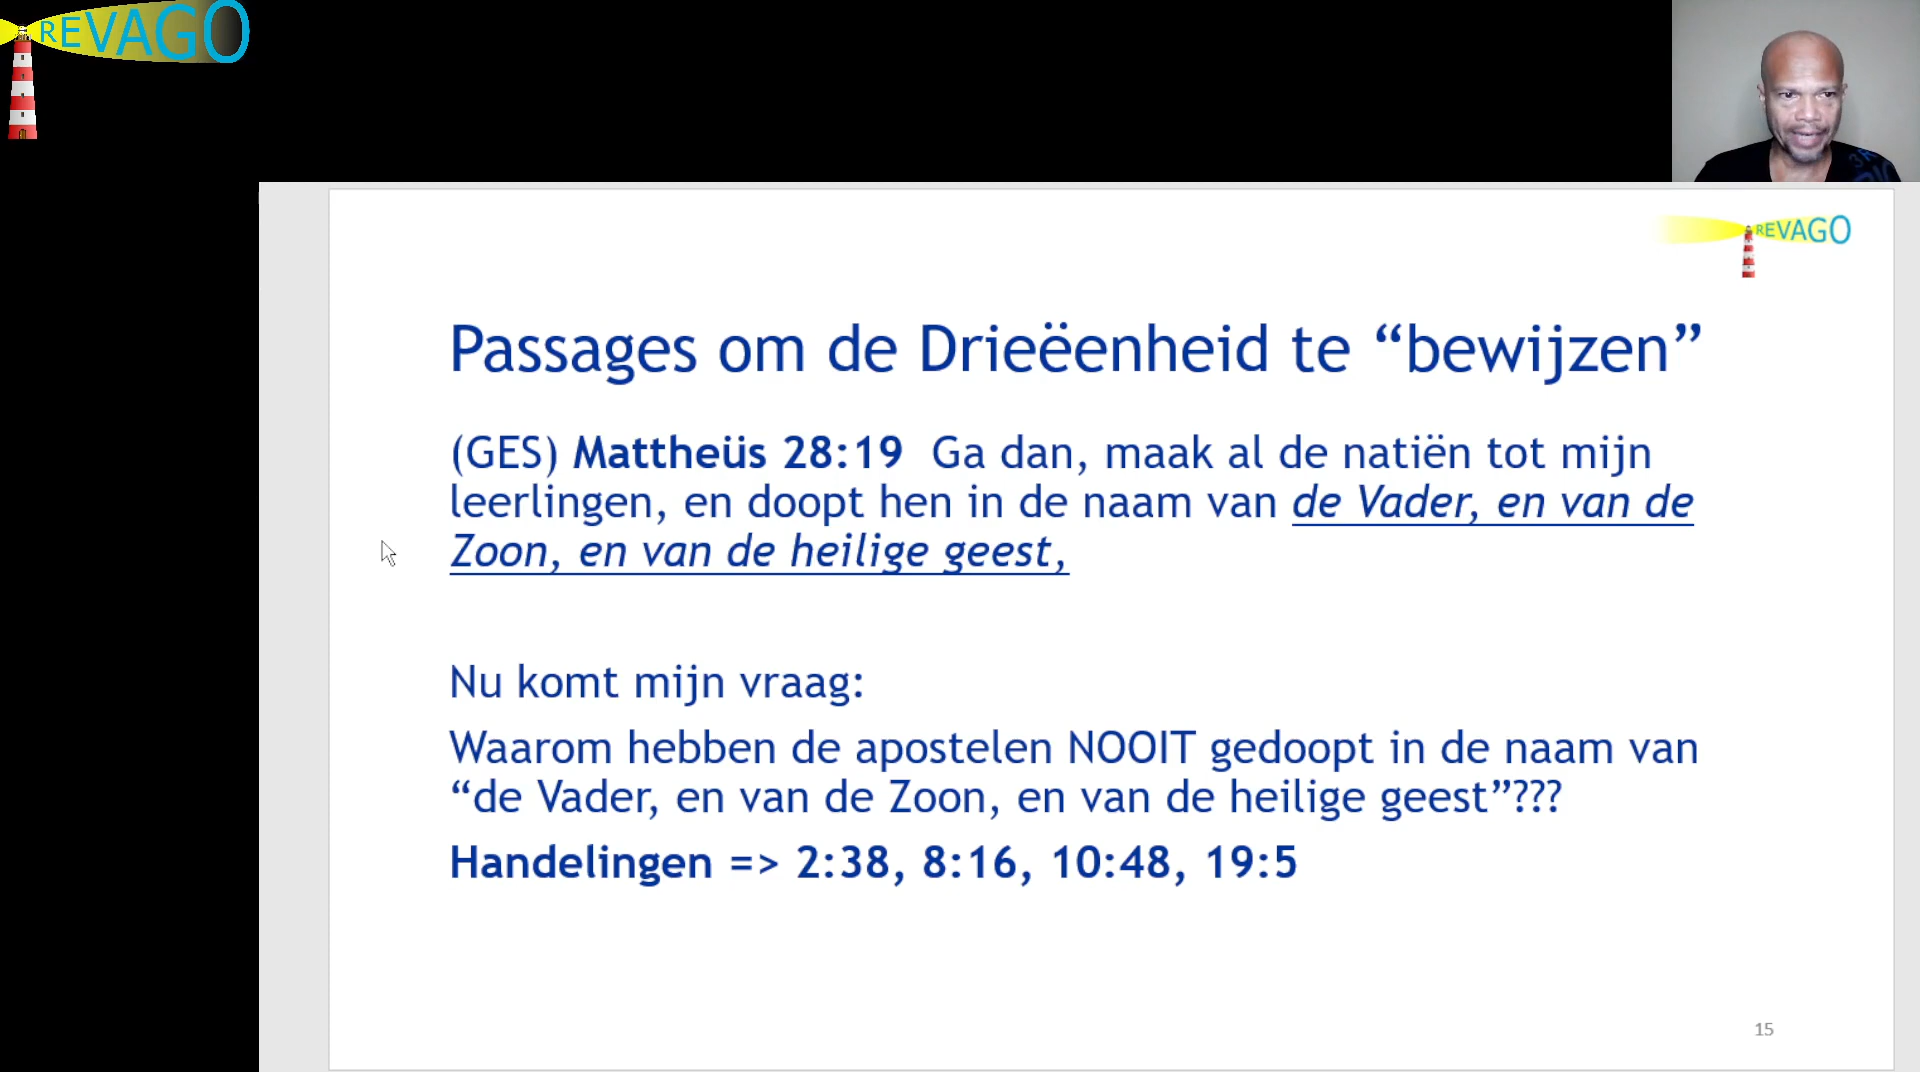 REVAGO
REVAGO
Passages om de Drieëenheid te “bewijzen”
(GES) Mattheüs 28:19 Ga dan, maak al de natiën tot mijn
leerlingen, en doopt hen in de naam van de Vader, en van de
Zoon, en van de heilige geest,
Nu komt mijn vraag:
Waarom hebben de apostelen NOOIT gedoopt in de naam van
“de Vader, en van de Zoon, en van de heilige geest”???
Handelingen => 2:38, 8:16, 10:48, 19:5
15